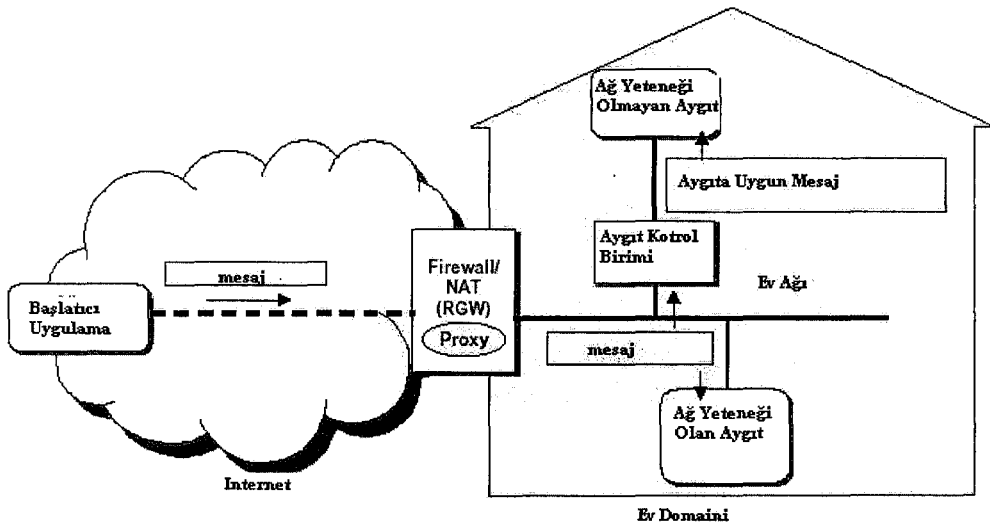 Ağ Yeteneği
Olmayan Aygıt
Aygıta Uygun Mesaj
Aygıt Kotrol
Birimi
Ev Ağı
mesaj
Firewall/
NAT
(RGW)
Proxy
Başlatıcı
Uygulama
mesaj
Ağ Yeteneği
Olan Aygıt
Internet
Ev Domaini